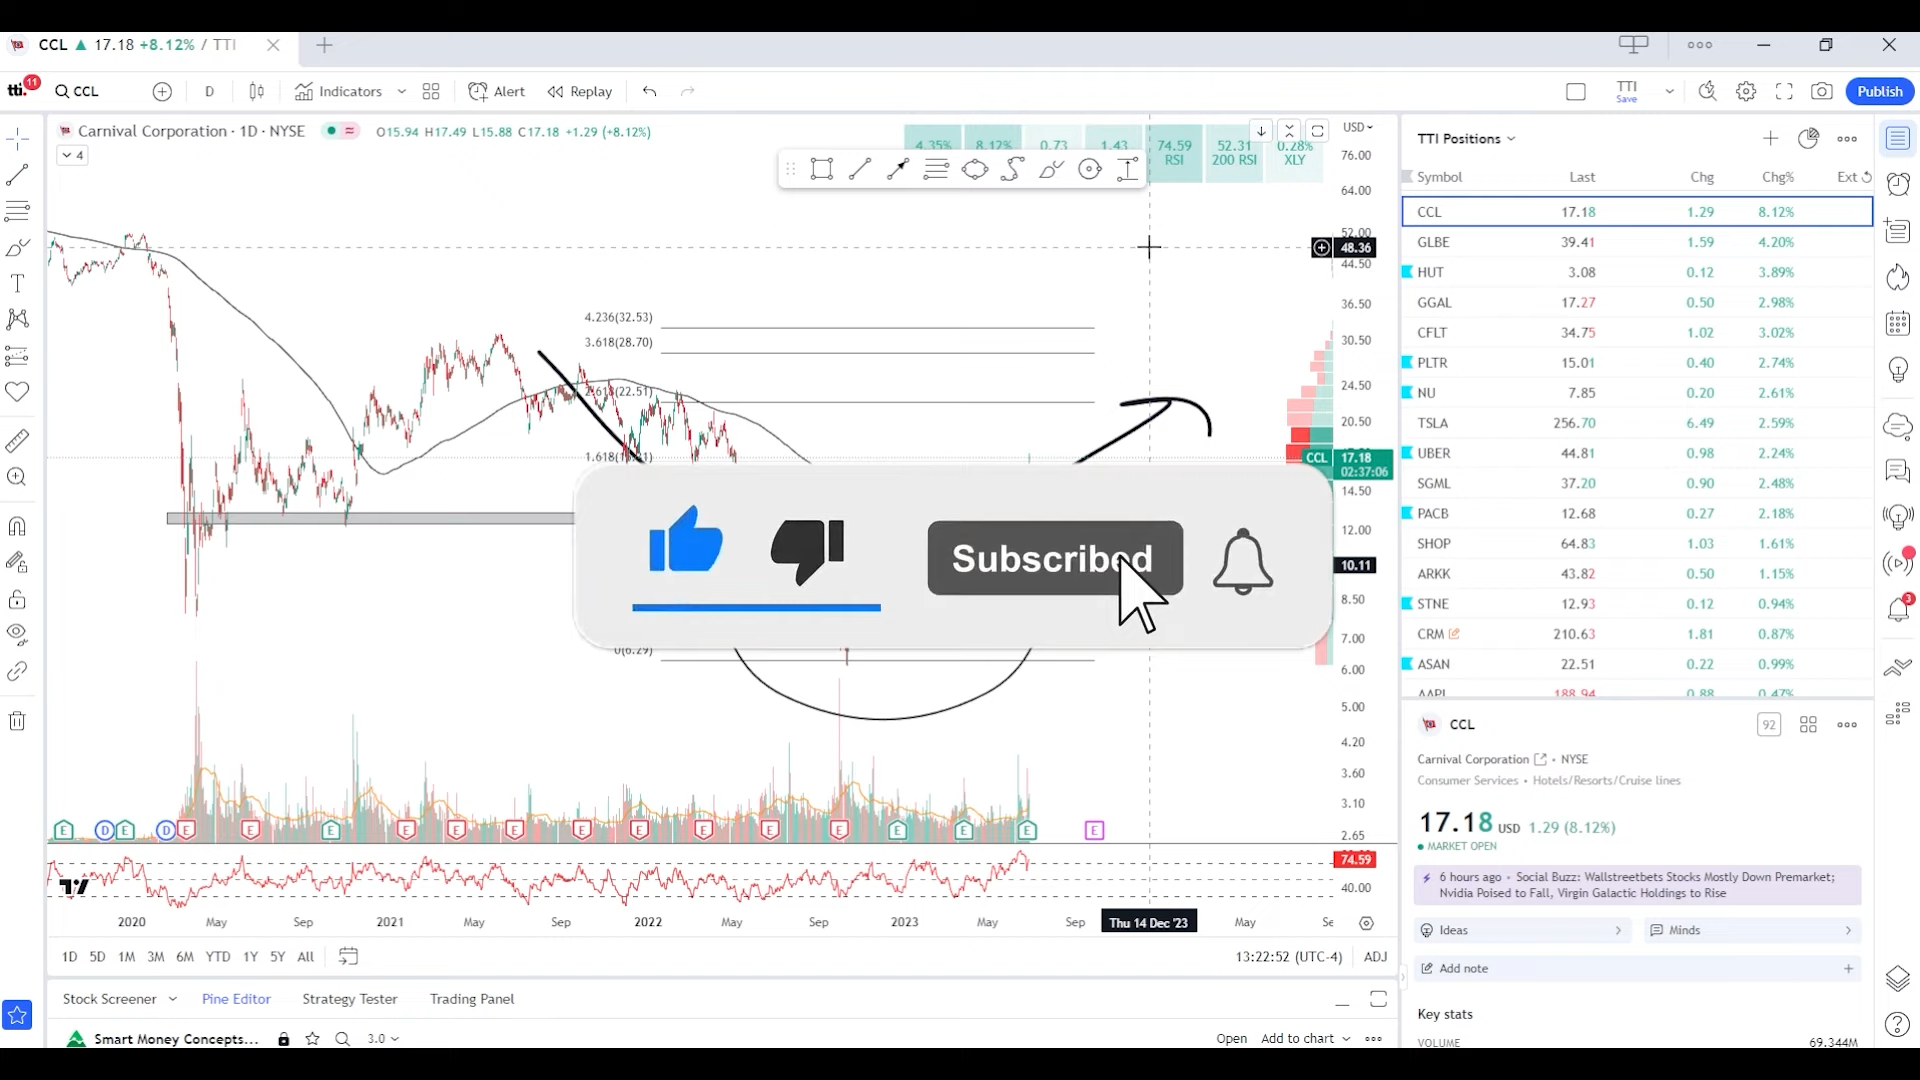 CCL ▲ 17.18 +8.12% / TTI
tti. 11 CCL D Indicators Alert Replay TTI Save Publish
Carnival Corporation · 1D · NYSE O15.94 H17.49 L15.88 C17.18 +1.29 (+8.12%)
4
4.35% 8.12% 0.73 1.43 74.59 52.31 0.28%
RSI 200 RSI XLY
USD
76.00
64.00
52.00
48.36
44.50
36.50
30.50
24.50
20.50
CCL 17.18
02:37:06
14.50
12.00
10.11
8.50
7.00
6.00
5.00
4.20
3.60
3.10
2.65
74.59
40.00
4.236(32.53)
3.618(28.70)
2.618(22.51)
0(6.29)
Subscribed
E D E D E E E E E E E E E E E E E E E
2020 May Sep 2021 May Sep 2022 May Sep 2023 May Sep Thu 14 Dec '23 May Se
1D 5D 1M 3M 6M YTD 1Y 5Y All 13:22:52 (UTC-4) ADJ
Stock Screener Pine Editor Strategy Tester Trading Panel
Smart Money Concepts... 3.0 Open Add to chart
TTI Positions
Symbol Last Chg Chg% Ext
CCL 17.18 1.29 8.12%
GLBE 39.41 1.59 4.20%
HUT 3.08 0.12 3.89%
GGAL 17.27 0.50 2.98%
CFLT 34.75 1.02 3.02%
PLTR 15.01 0.40 2.74%
NU 7.85 0.20 2.61%
TSLA 256.70 6.49 2.59%
UBER 44.81 0.98 2.24%
SGML 37.20 0.90 2.48%
PACB 12.68 0.27 2.18%
SHOP 64.83 1.03 1.61%
ARKK 43.82 0.50 1.15%
STNE 12.93 0.12 0.94%
CRM 210.63 1.81 0.87%
ASAN 22.51 0.22 0.99%
AAPL 188.94 0.88 0.47%
CCL 92
Carnival Corporation · NYSE
Consumer Services · Hotels/Resorts/Cruise lines
17.18 USD 1.29 (8.12%)
MARKET OPEN
6 hours ago · Social Buzz: Wallstreetbets Stocks Mostly Down Premarket;
Nvidia Poised to Fall, Virgin Galactic Holdings to Rise
Ideas Minds
Add note
Key stats
VOLUME 69.344M
3